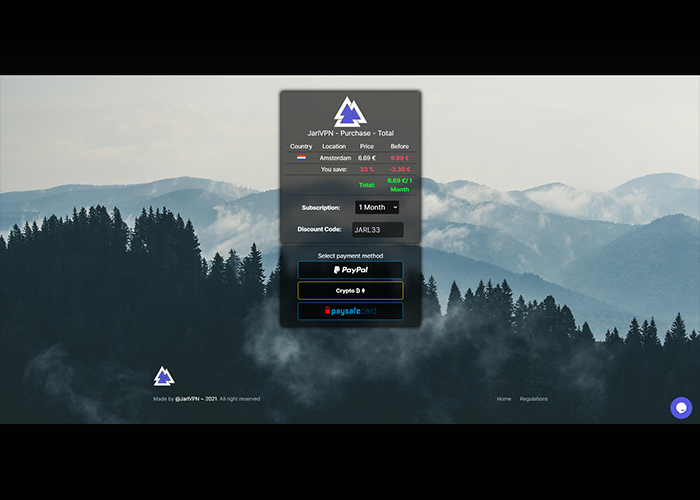 JarlVPN - Purchase - Total
Country Location Price Before
Amsterdam 6.69 € 9.99 €
You save: 33 % -3.30 €
Total: 6.69 €/ 1
Month
Subscription: 1 Month
Discount Code: JARL33
Select payment method
PayPal
Crypto
paysafecard
Made by @JarlVPN ~ 2021. All right reserved
Home Regulations